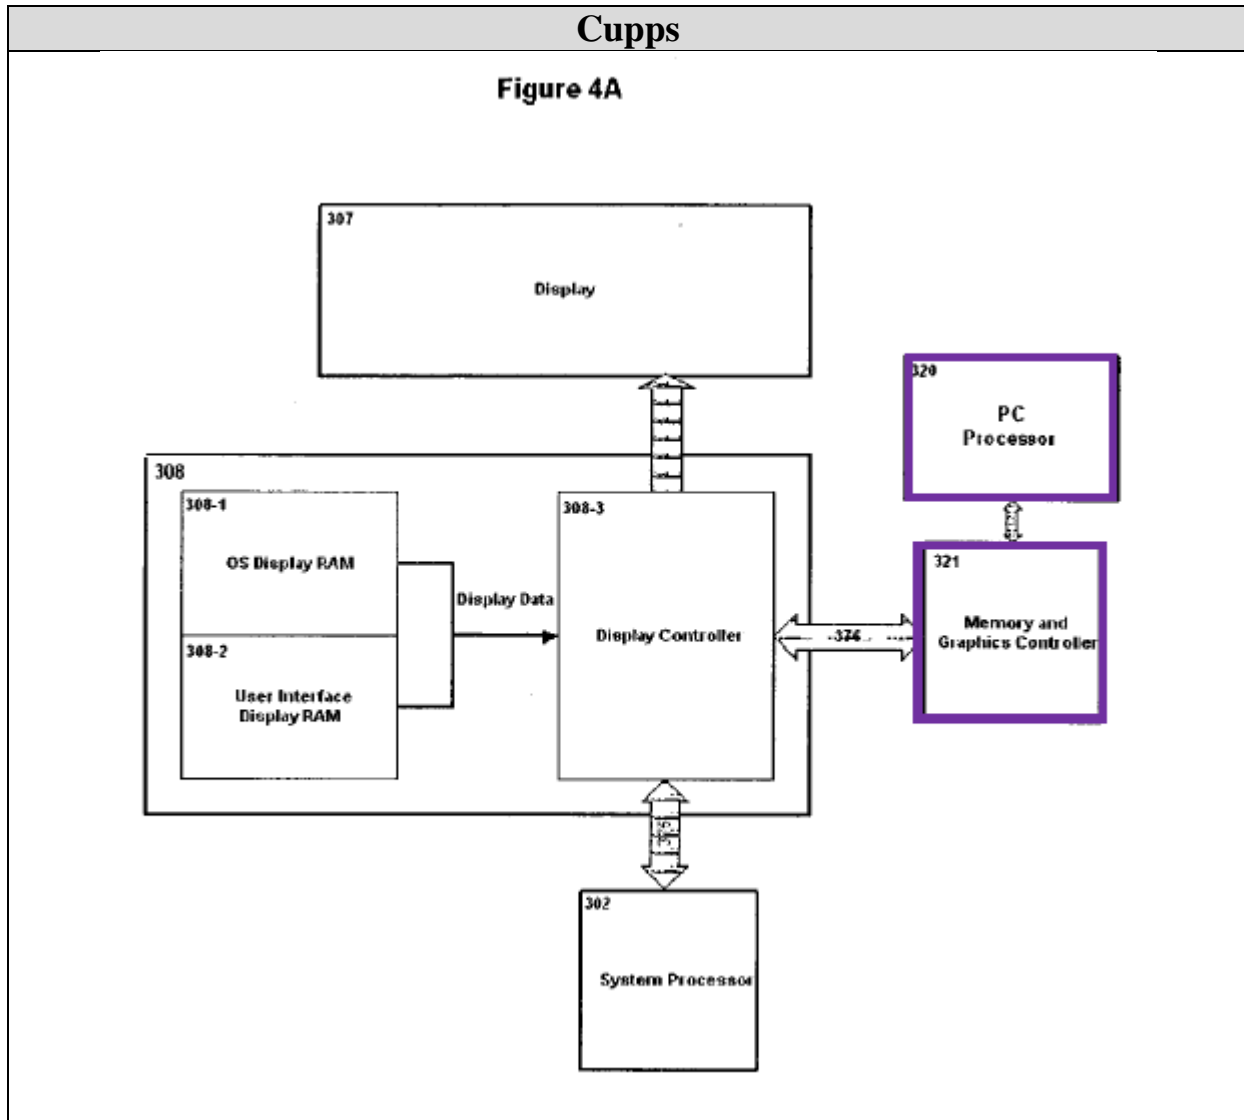 Cupps
Figure 4A
307
Display
320
PC
Processor
308
308-1
OS Display RAM
308-3
321
Display Data
Memory and
Graphics Controller
376
Display Controller
308-2
User Interface
Display RAM
302
System Processor